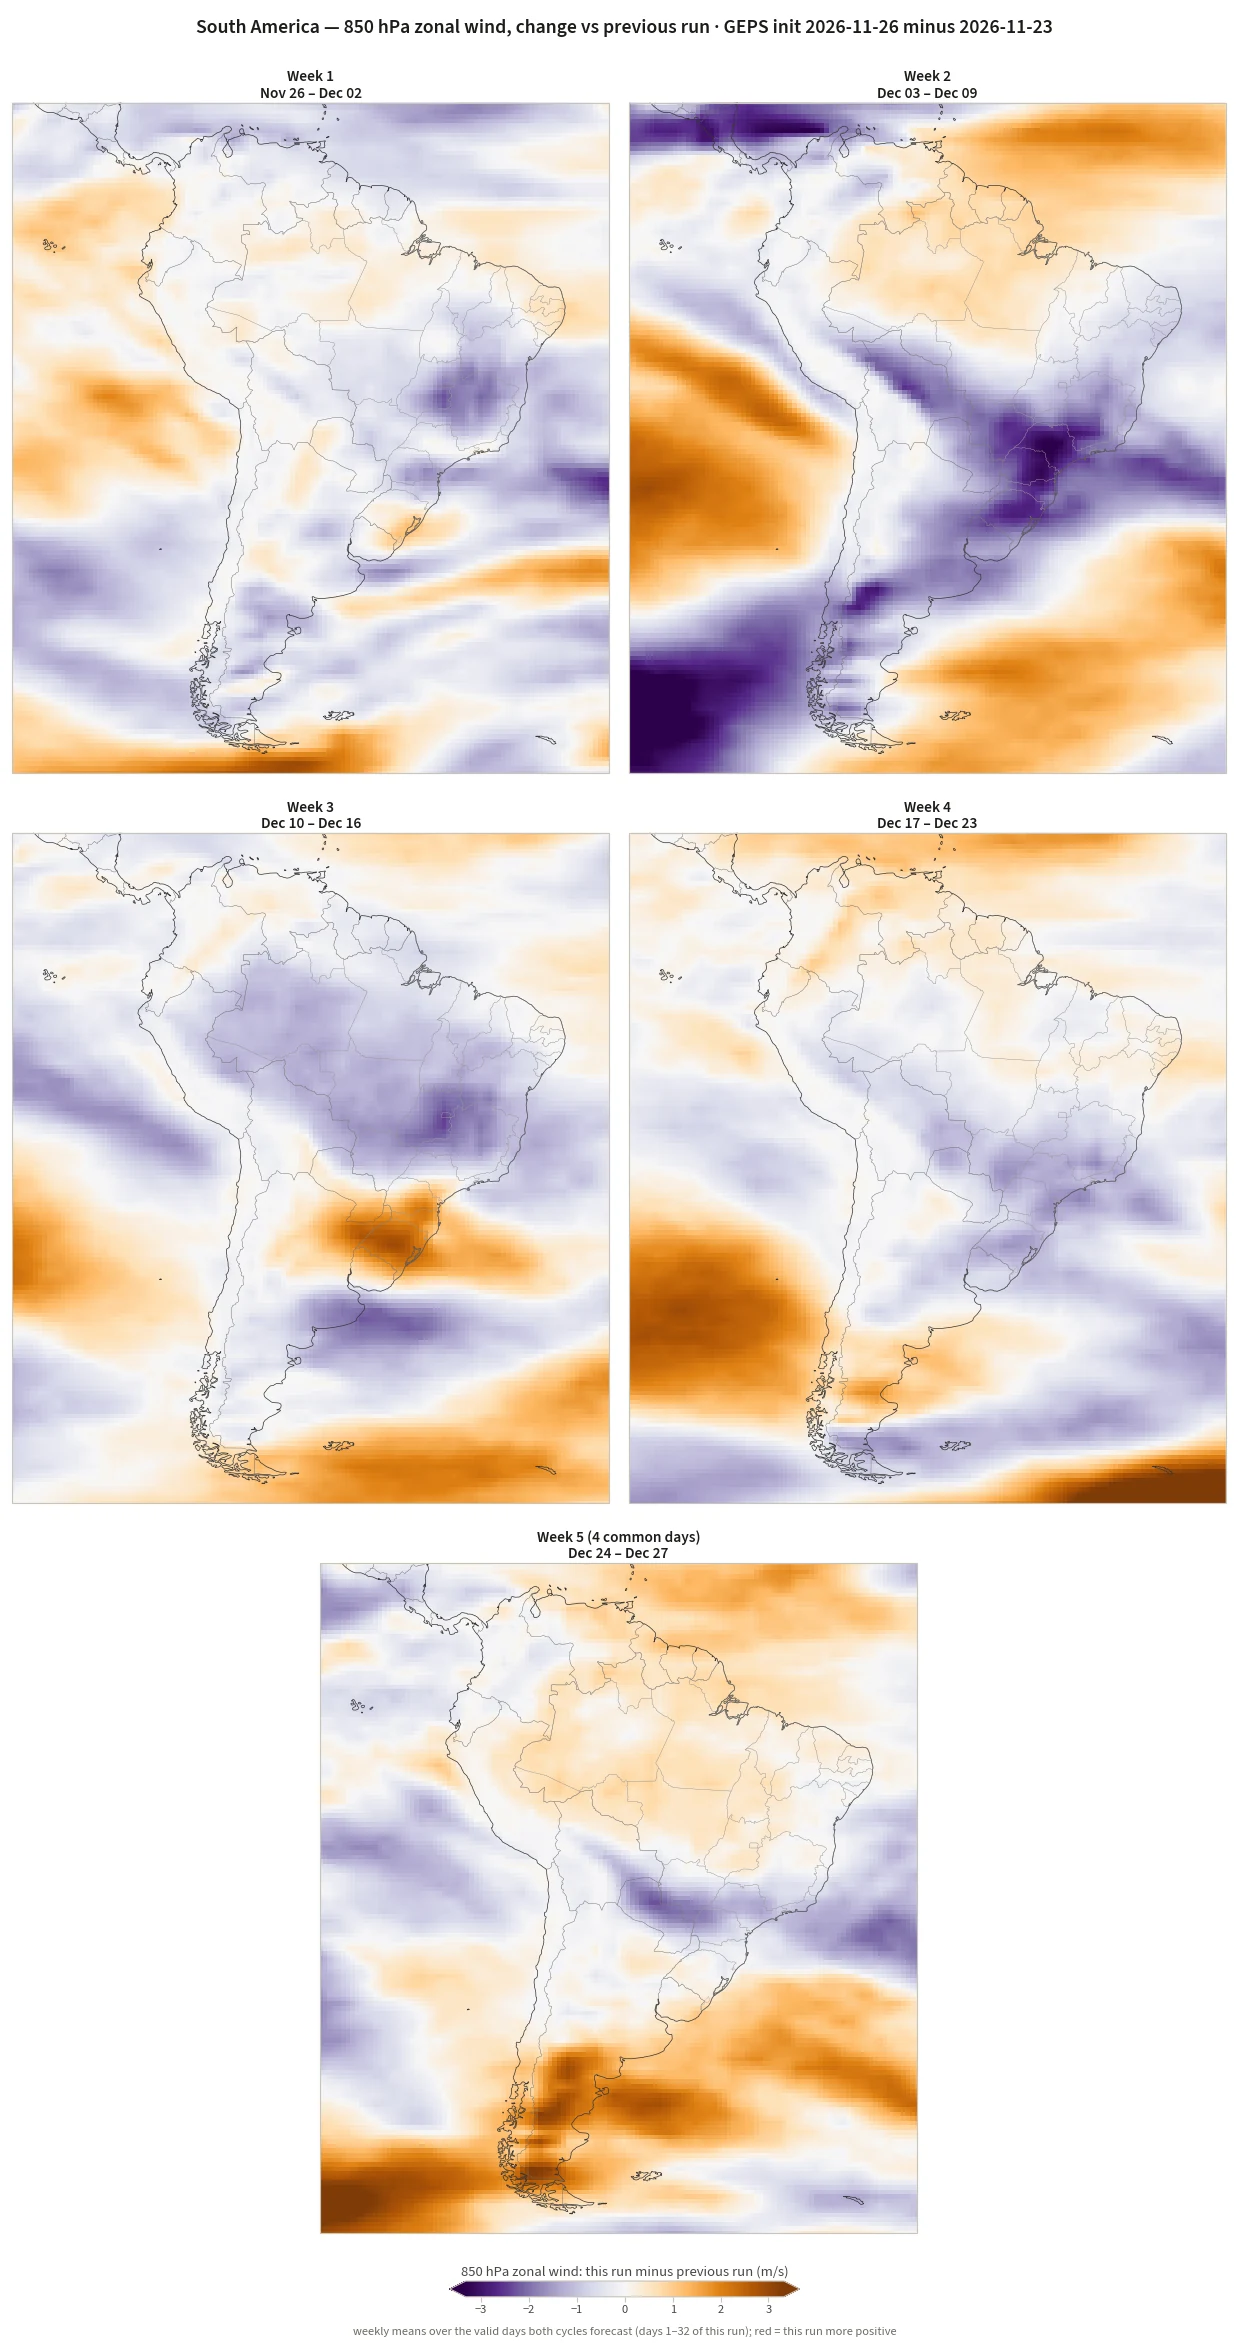 South America — 850 hPa zonal wind, change vs previous run · GEPS init 2026-11-26 minus 2026-11-23
Week 1
Nov 26 – Dec 02
Week 2
Dec 03 – Dec 09
Week 3
Dec 10 – Dec 16
Week 4
Dec 17 – Dec 23
Week 5 (4 common days)
Dec 24 – Dec 27
850 hPa zonal wind: this run minus previous run (m/s)
−3 −2 −1 0 1 2 3
weekly means over the valid days both cycles forecast (days 1–32 of this run); red = this run more positive